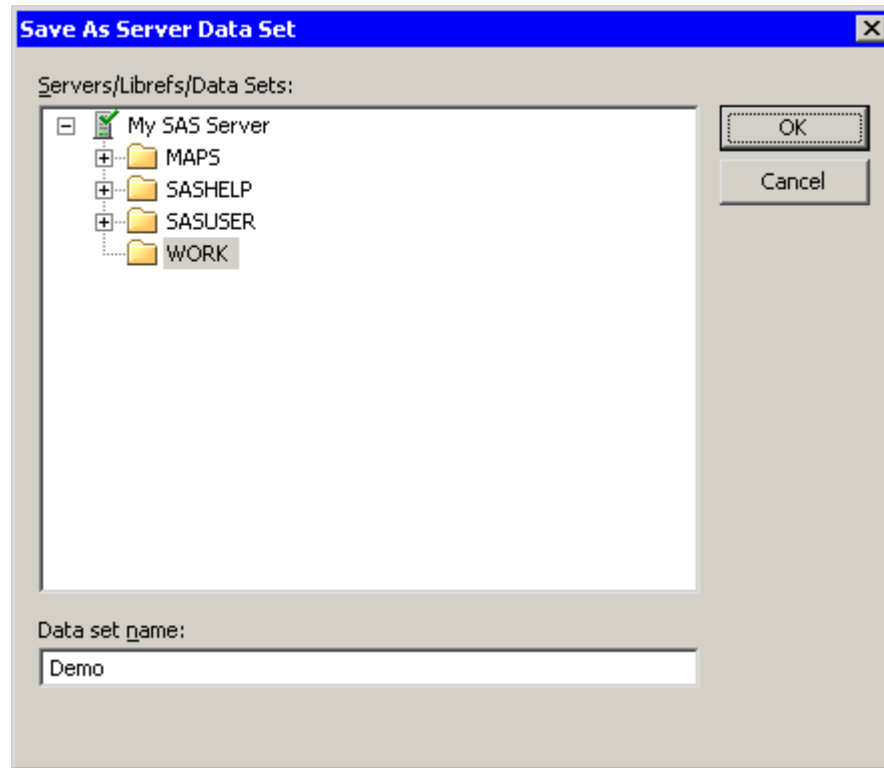 Save As Server Data Set
Servers/Librefs/Data Sets:
My SAS Server
OK
MAPS
SASHELP
Cancel
SASUSER
WORK
Data set name:
Demo